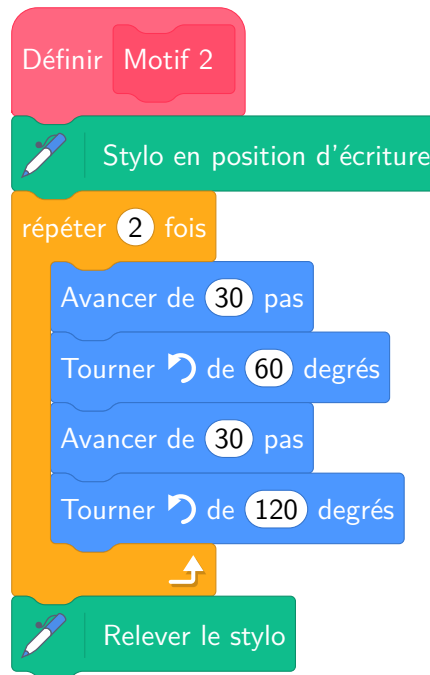 Définir Motif 2
Stylo en position d'écriture
répéter 2 fois
Avancer de 30 pas
Tourner de 60 degrés
Avancer de 30 pas
Tourner de 120 degrés
Relever le stylo